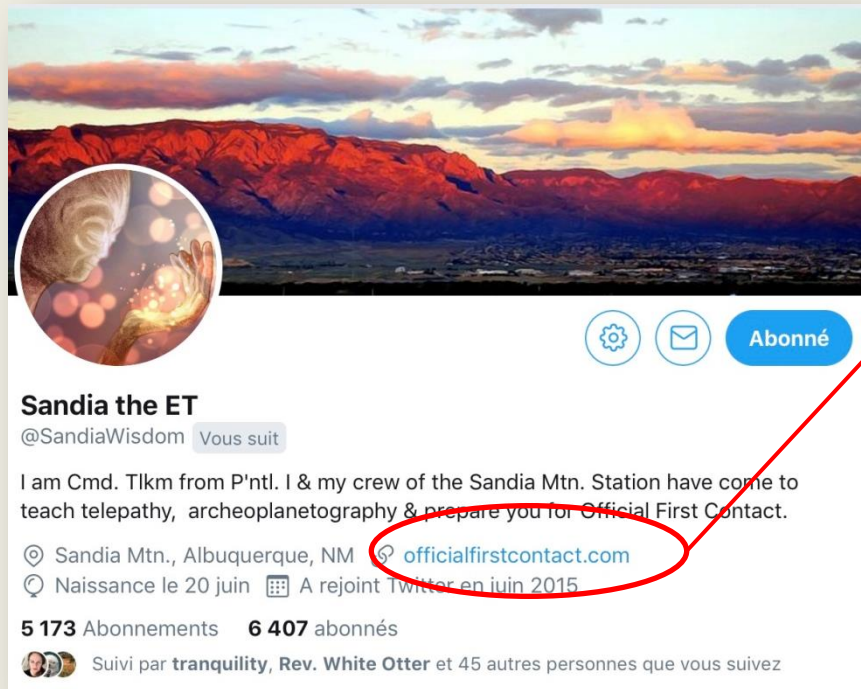 Abonné
Sandia the ET
@SandiaWisdom Vous suit
I am Cmd. Tlkm from P'ntl. I & my crew of the Sandia Mtn. Station have come to
teach telepathy, archeoplanetography & prepare you for Official First Contact.
Sandia Mtn., Albuquerque, NM officialfirstcontact.com
Naissance le 20 juin A rejoint Twitter en juin 2015
5 173 Abonnements 6 407 abonnés
Suivi par tranquility, Rev. White Otter et 45 autres personnes que vous suivez